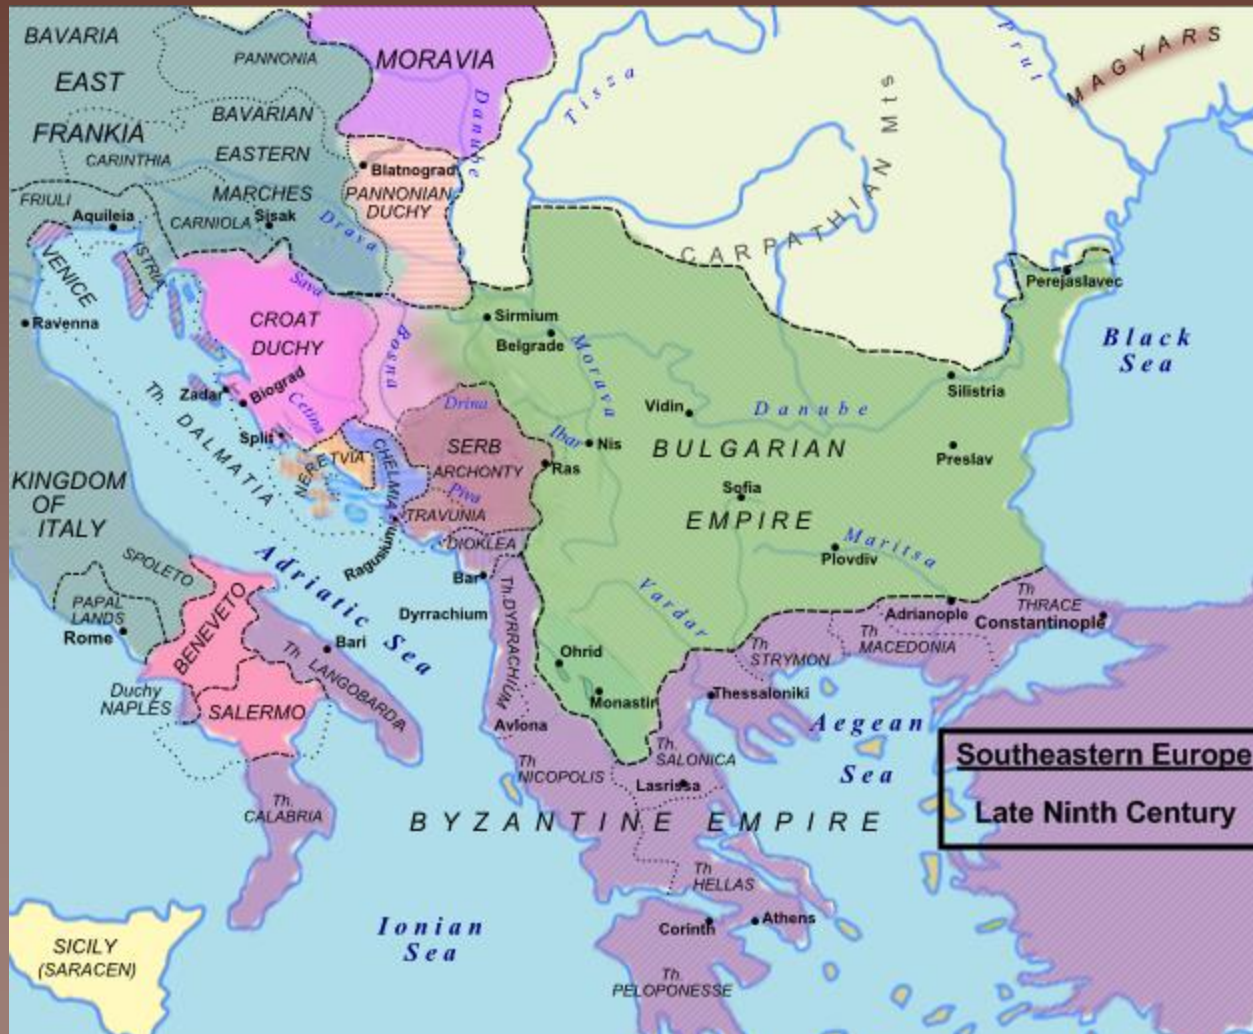 BAVARIA
EAST
FRANKIA
CARINTHIA
PANNONIA
BAVARIAN
EASTERN
MARCHES
CARNIOLA
Sisak
Drava
MORAVIA
Danube
Blatnograd
PANNONIAN
DUCHY
Tisza
CARPATHIAN Mts
Prut
MAGYARS
FRIULI
Aquileia
ISTRIA
VENICE
Ravenna
Sava
CROAT
DUCHY
Bosna
Zadar
Biograd
Cetina
Split
Th. DALMATIA
NERE
TVIA
CHELMIA
Ragusium
Sirmium
Belgrade
Morava
Drina
SERB
ARCHONTY
Piva
TRAVUNIA
DIOKLEA
Ibar
Nis
Ras
Vidin
Danube
BULGARIAN
EMPIRE
Sofia
Perejaslavec
Silistria
Preslav
Black
Sea
Maritsa
Plovdiv
Vardar
Ohrid
Monastir
KINGDOM
OF
ITALY
SPOLETO
PAPAL
LANDS
Rome
BENEVETO
Adriatic Sea
Bari
Th LANGOBARDIA
Duchy
NAPLES
SALERMO
Th.
CALABRIA
Bar
Dyrrachium
Th.DYRRACHIUM
Avlona
Th
NICOPOLIS
Th.
SALONICA
Lasrissa
Thessaloniki
Th
STRYMON
Th
MACEDONIA
Adrianople
Th
THRACE
Constantinople
Aegean
Sea
Southeastern Europe
Late Ninth Century
BYZANTINE EMPIRE
Th
HELLAS
Corinth
Athens
Th.
PELOPONESSE
Ionian
Sea
SICILY
(SARACEN)